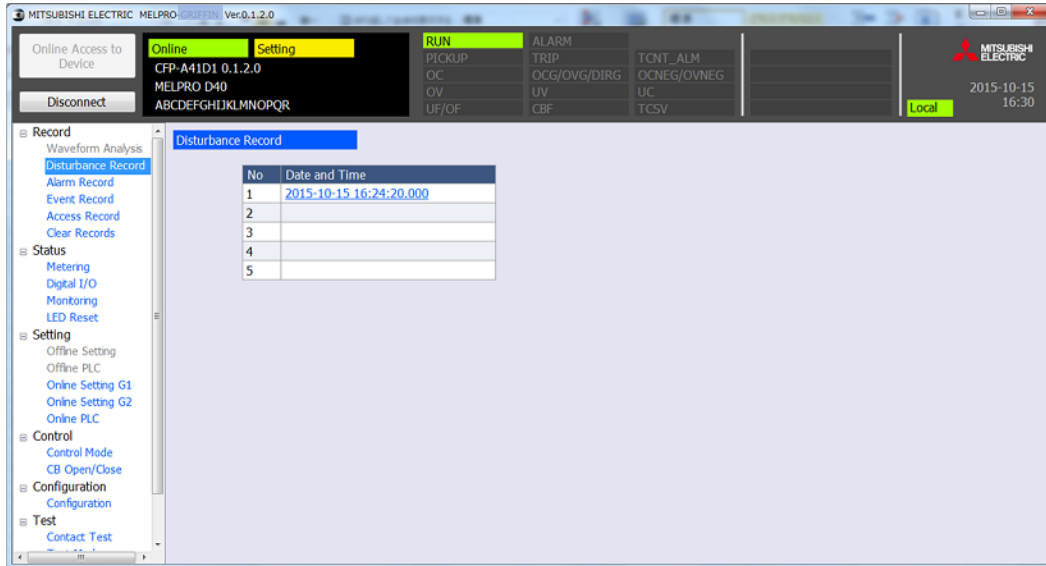 MITSUBISHI ELECTRIC MELPRO-GRIFFIN Ver.0.1.2.0
Online Access to
Device
Disconnect
Online Setting
CFP-A41D1 0.1.2.0
MELPRO D40
ABCDEFGHIJKLMNOPQR
RUN ALARM
PICKUP TRIP TCNT_ALM
OC OCG/OVG/DIRG OCNEG/OVNEG
OV UV UC
UF/OF CBF TCSV
Local
MITSUBISHI
ELECTRIC
2015-10-15
16:30
Record
Waveform Analysis
Disturbance Record
Alarm Record
Event Record
Access Record
Clear Records
Status
Metering
Digital I/O
Monitoring
LED Reset
Setting
Offline Setting
Offline PLC
Online Setting G1
Online Setting G2
Online PLC
Control
Control Mode
CB Open/Close
Configuration
Configuration
Test
Contact Test
Disturbance Record
No Date and Time
1 2015-10-15 16:24:20.000
2
3
4
5